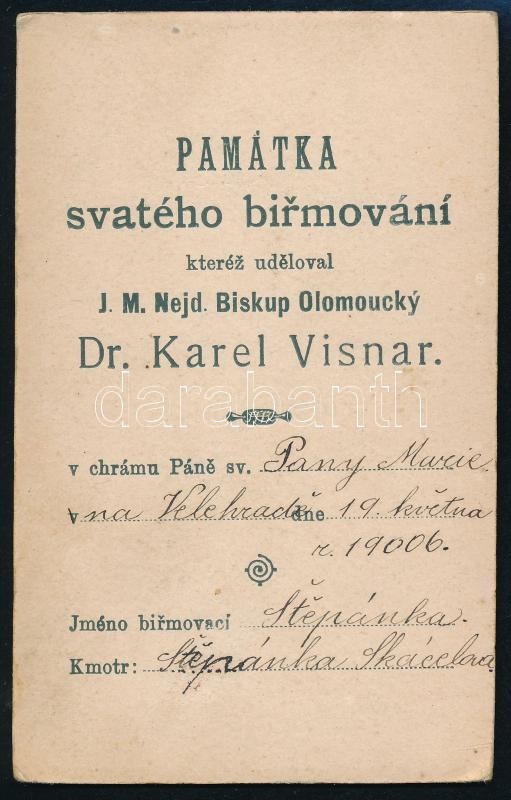 PAMÁTKA
svatého biřmování
kteréž uděloval
J. M. Nejd. Biskup Olomoucký
Dr. Karel Visnar.
darabanth
v chrámu Páně sv. Pany Marie
v na Velehradě dne 19. května
r. 19006.
Jméno biřmovací Štěpánka.
Kmotr: Štěpánka Skácelova